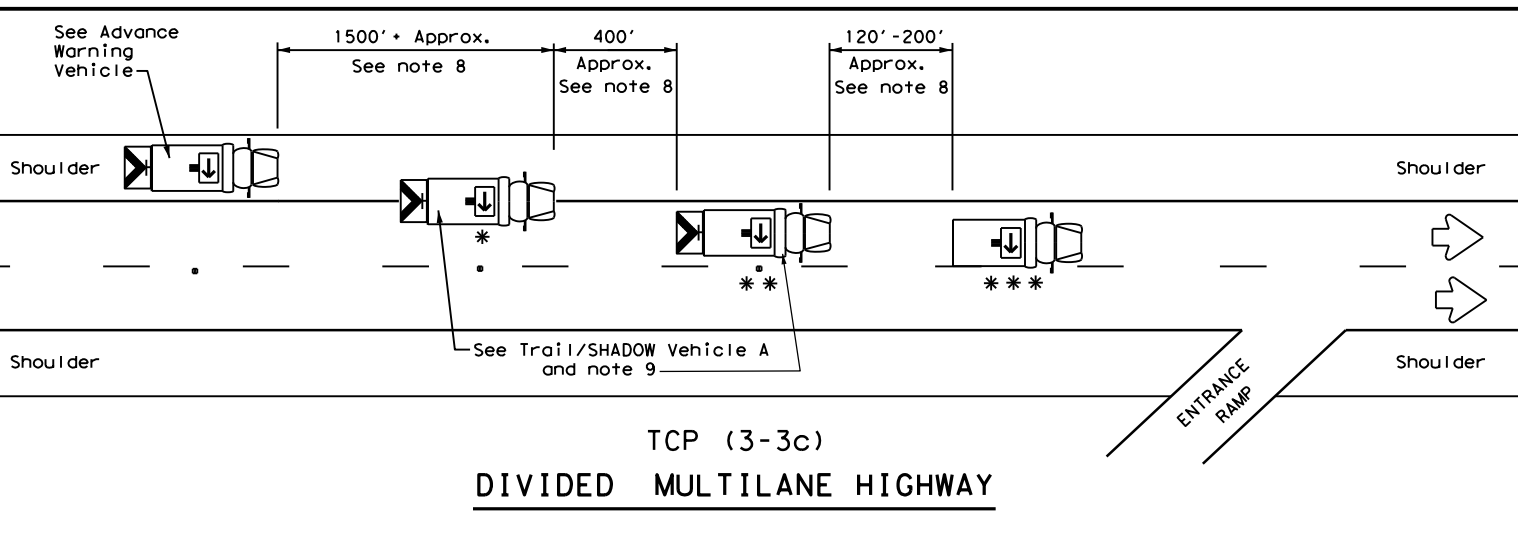 See Advance
Warning
Vehicle
1500'+ Approx.
See note 8
400'
Approx.
See note 8
120'-200'
Approx.
See note 8
Shoulder
Shoulder
*
* *
* * *
See Trail/SHADOW Vehicle A
and note 9
Shoulder
Shoulder
ENTRANCE
RAMP
TCP (3-3c)
DIVIDED MULTILANE HIGHWAY